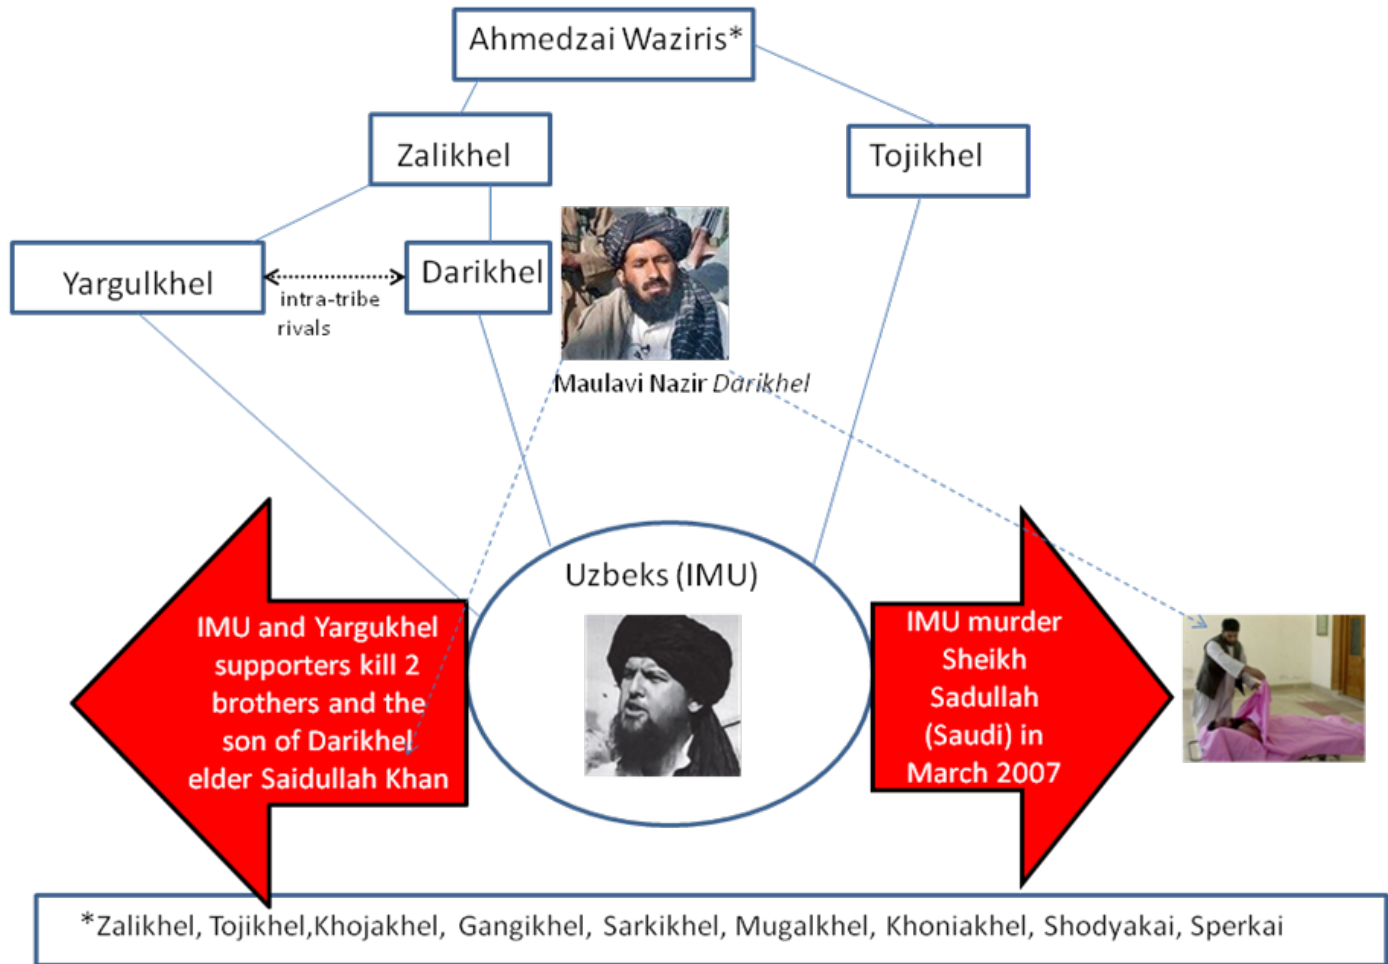 Ahmedzai Waziris*
Zalikhel
Tojikhel
Yargulkhel
intra-tribe
rivals
Darikhel
Maulavi Nazir Darikhel
Uzbeks (IMU)
IMU and Yargukhel
supporters kill 2
brothers and the
son of Darikhel
elder Saidullah Khan
IMU murder
Sheikh
Sadullah
(Saudi) in
March 2007
*Zalikhel, Tojikhel,Khojakhel, Gangikhel, Sarkikhel, Mugalkhel, Khoniakhel, Shodyakai, Sperkai